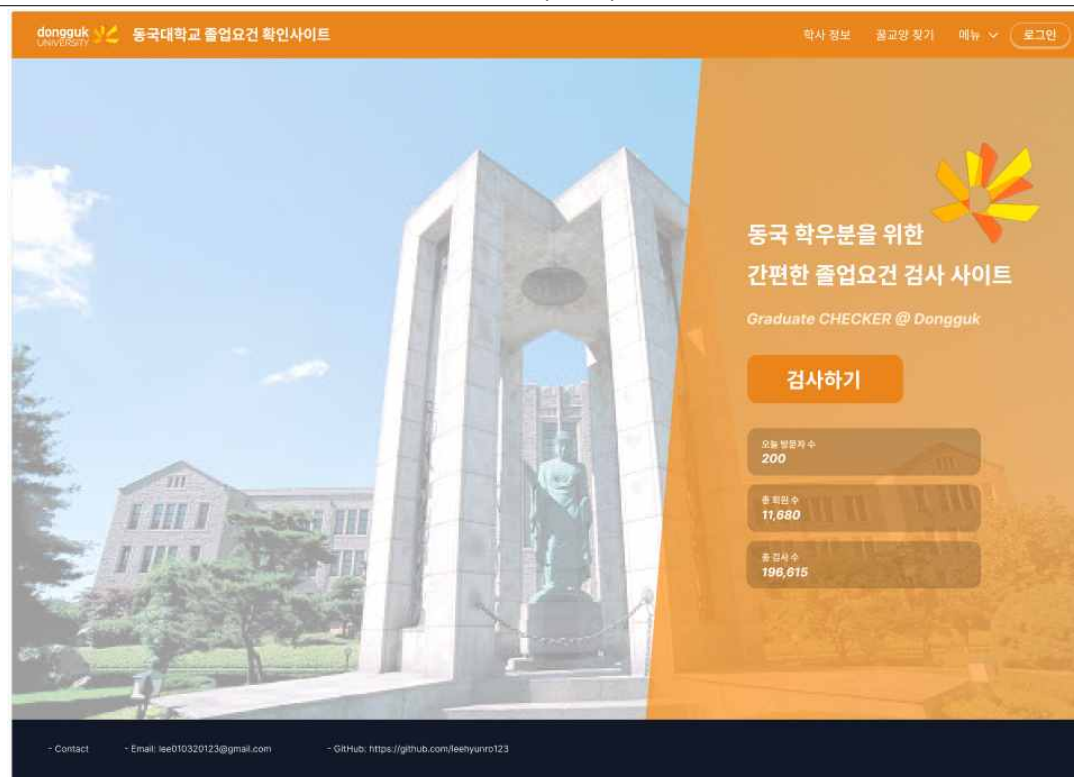 dongguk
UNIVERSITY
동국대학교 졸업요건 확인사이트
학사 정보
꿀교양 찾기
메뉴
로그인
동국 학우분을 위한
간편한 졸업요건 검사 사이트
Graduate CHECKER @ Dongguk
검사하기
오늘 방문자 수
200
총 회원 수
11,680
총 검사 수
196,615
- Contact
- Email: lee010320123@gmail.com
- GitHub: https://github.com/leehyunro123